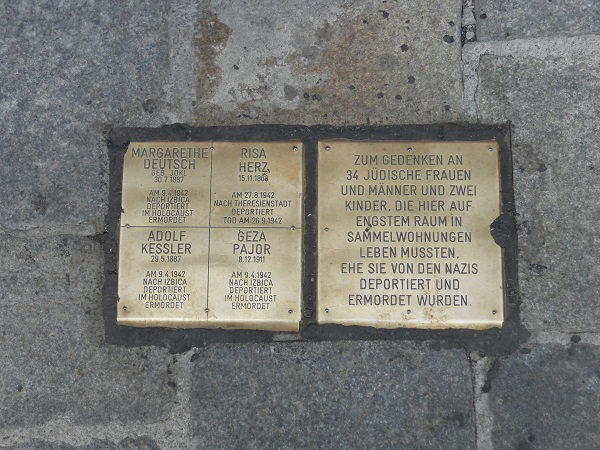 MARGARETHE
DEUTSCH
GEB. JOKL
30.7.1887
AM 9.4.1942
NACH IZBICA
DEPORTIERT
IM HOLOCAUST
ERMORDET
RISA
HERZ
15.11.1868
AM 27.8.1942
NACH THERESIENSTADT
DEPORTIERT
TOD AM 26.9.1942
ADOLF
KESSLER
29.5.1887
AM 9.4.1942
NACH IZBICA
DEPORTIERT
IM HOLOCAUST
ERMORDET
GEZA
PAJOR
8.12.1911
AM 9.4.1942
NACH IZBICA
DEPORTIERT
IM HOLOCAUST
ERMORDET
ZUM GEDENKEN AN
34 JÜDISCHE FRAUEN
UND MÄNNER UND ZWEI
KINDER, DIE HIER AUF
ENGSTEM RAUM IN
SAMMELWOHNUNGEN
LEBEN MUSSTEN,
EHE SIE VON DEN NAZIS
DEPORTIERT UND
ERMORDET WURDEN.